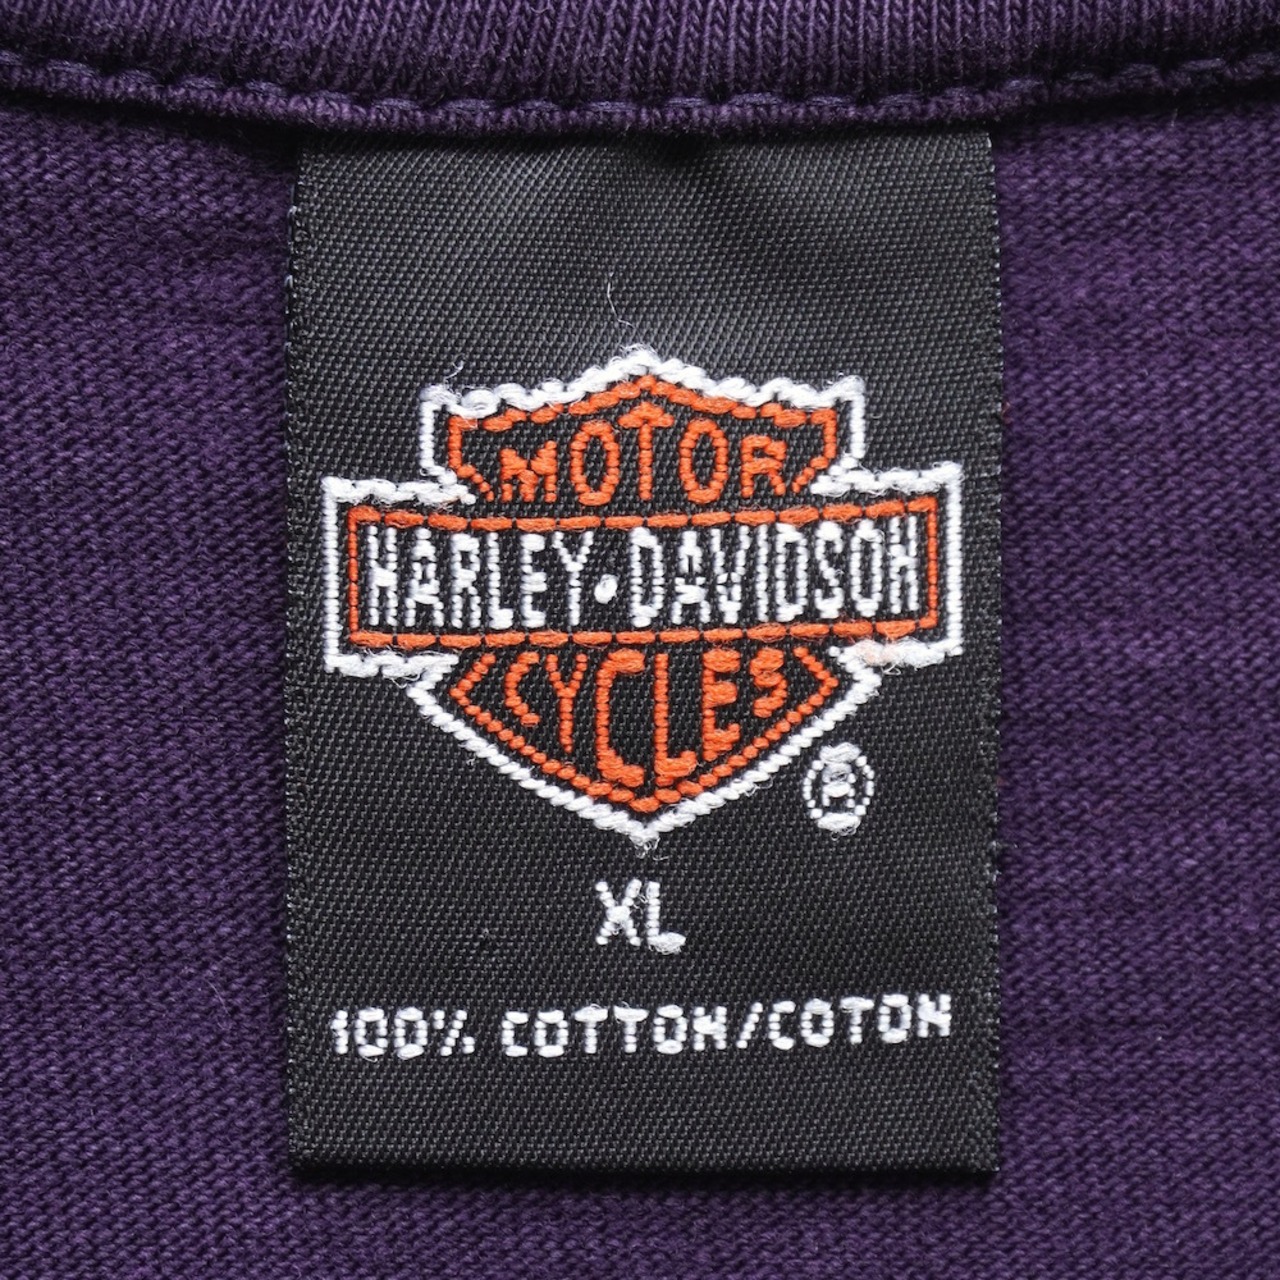 MOTOR
HARLEY-DAVIDSON
CYCLES
®
XL
100% COTTON/COTON